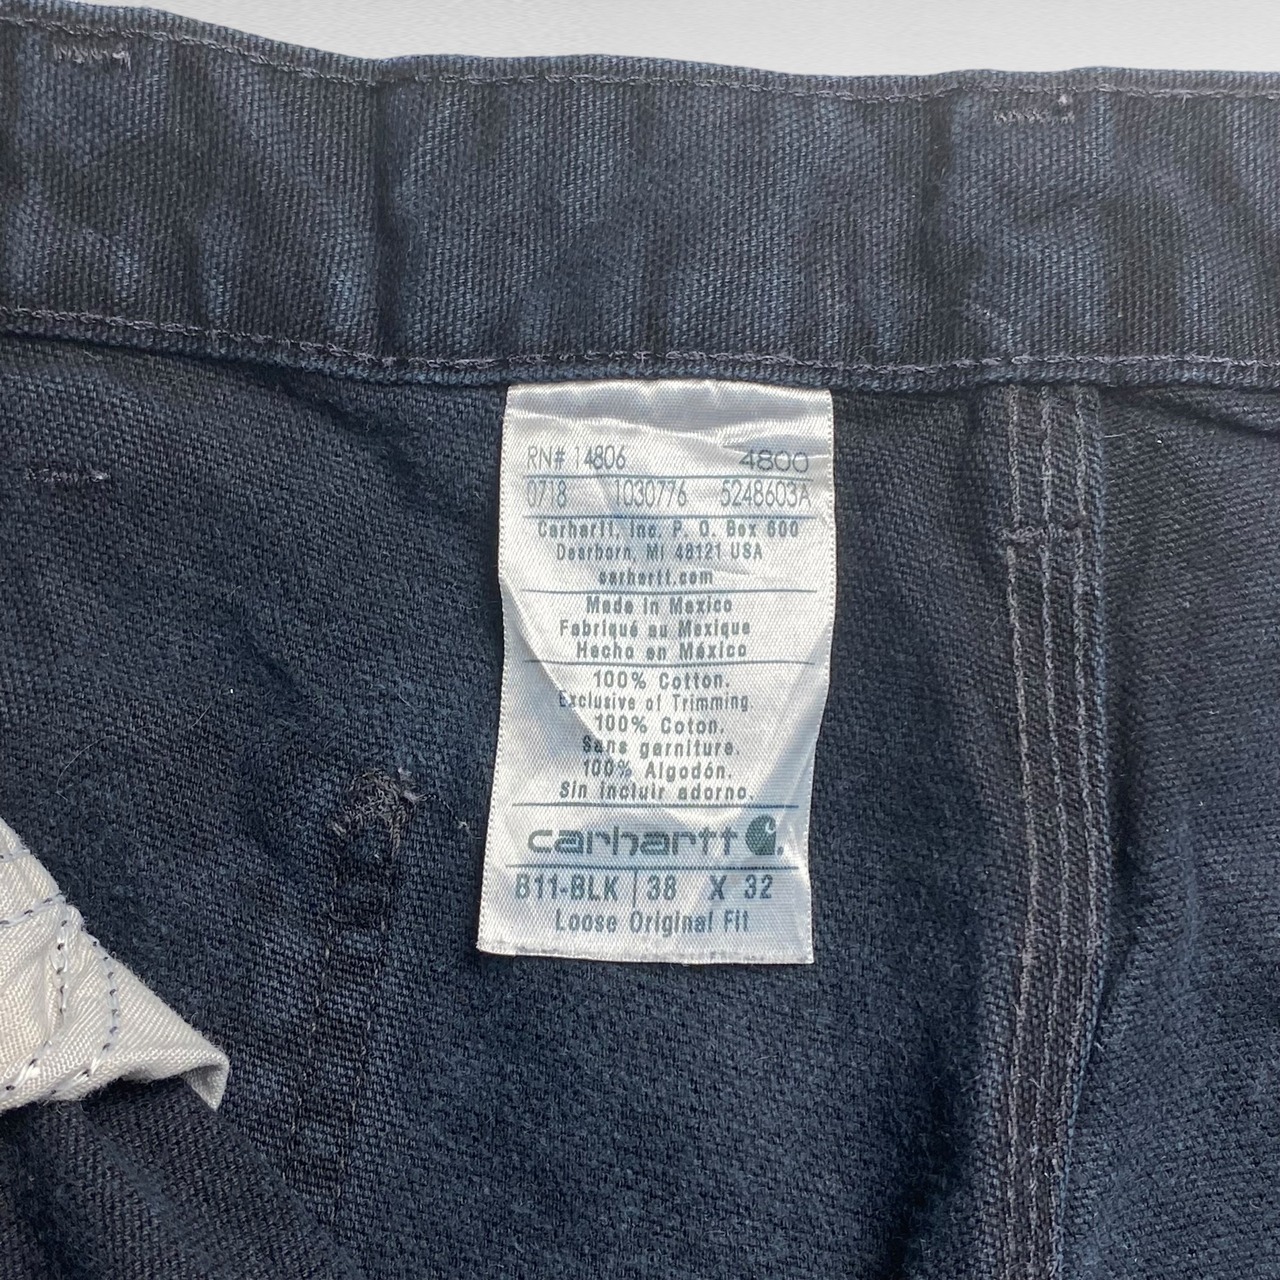 RN# 14806 4800
0718 1030776 5248603A
Carhartt, Inc. P. O. Box 600
Dearborn, MI 48121 USA
carhartt.com
Made in Mexico
Fabriqué au Mexique
Hecho en México
100% Cotton.
Exclusive of Trimming.
100% Coton.
Sans garniture.
100% Algodón.
Sin incluir adorno.
carhartt
B11-BLK 38 X 32
Loose Original Fit